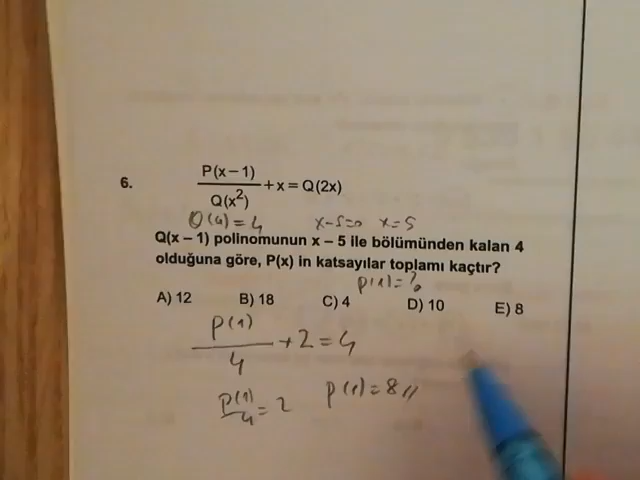 6. P(x – 1) / Q(x²) + x = Q(2x)
Q(4) = 4 x-5=0 x=5
Q(x – 1) polinomunun x – 5 ile bölümünden kalan 4
olduğuna göre, P(x) in katsayılar toplamı kaçtır?
P(1)=?
A) 12 B) 18 C) 4 D) 10 E) 8
P(1) / 4 + 2 = 4
P(1) / 4 = 2 P(1) = 8 //